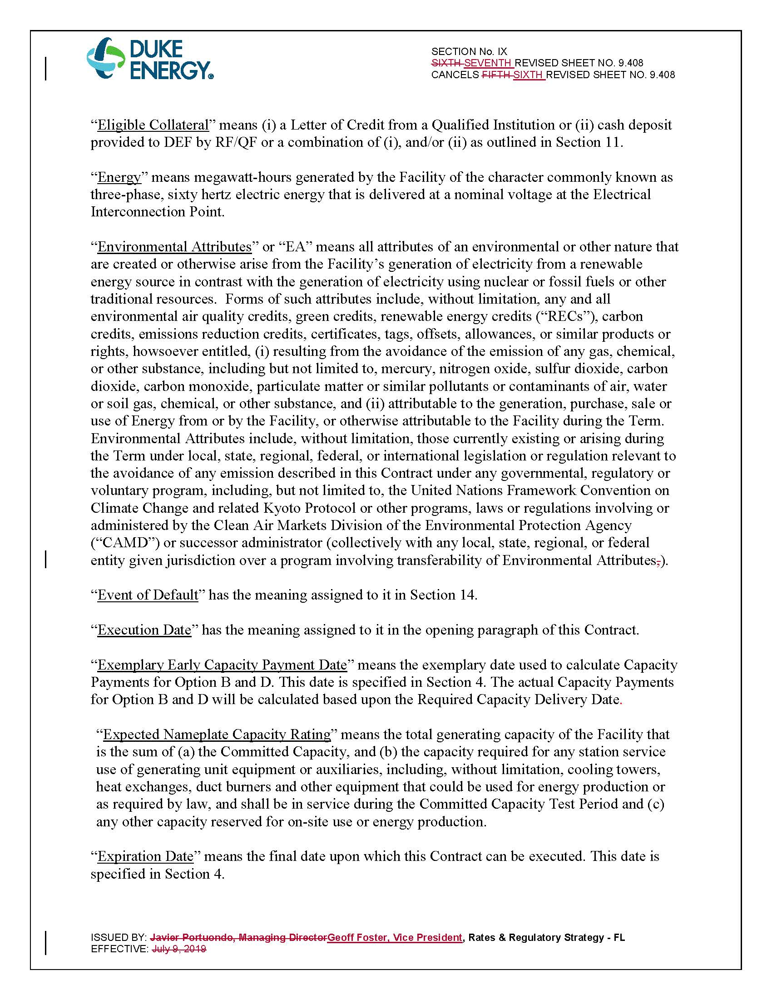 DUKE
ENERGY®
SECTION No. IX
SIXTH SEVENTH REVISED SHEET NO. 9.408
CANCELS FIFTH SIXTH REVISED SHEET NO. 9.408
“Eligible Collateral” means (i) a Letter of Credit from a Qualified Institution or (ii) cash deposit
provided to DEF by RF/QF or a combination of (i), and/or (ii) as outlined in Section 11.
“Energy” means megawatt-hours generated by the Facility of the character commonly known as
three-phase, sixty hertz electric energy that is delivered at a nominal voltage at the Electrical
Interconnection Point.
“Environmental Attributes” or “EA” means all attributes of an environmental or other nature that
are created or otherwise arise from the Facility’s generation of electricity from a renewable
energy source in contrast with the generation of electricity using nuclear or fossil fuels or other
traditional resources.  Forms of such attributes include, without limitation, any and all
environmental air quality credits, green credits, renewable energy credits (“RECs”), carbon
credits, emissions reduction credits, certificates, tags, offsets, allowances, or similar products or
rights, howsoever entitled, (i) resulting from the avoidance of the emission of any gas, chemical,
or other substance, including but not limited to, mercury, nitrogen oxide, sulfur dioxide, carbon
dioxide, carbon monoxide, particulate matter or similar pollutants or contaminants of air, water
or soil gas, chemical, or other substance, and (ii) attributable to the generation, purchase, sale or
use of Energy from or by the Facility, or otherwise attributable to the Facility during the Term.
Environmental Attributes include, without limitation, those currently existing or arising during
the Term under local, state, regional, federal, or international legislation or regulation relevant to
the avoidance of any emission described in this Contract under any governmental, regulatory or
voluntary program, including, but not limited to, the United Nations Framework Convention on
Climate Change and related Kyoto Protocol or other programs, laws or regulations involving or
administered by the Clean Air Markets Division of the Environmental Protection Agency
(“CAMD”) or successor administrator (collectively with any local, state, regional, or federal
entity given jurisdiction over a program involving transferability of Environmental Attributes,).
“Event of Default” has the meaning assigned to it in Section 14.
“Execution Date” has the meaning assigned to it in the opening paragraph of this Contract.
“Exemplary Early Capacity Payment Date” means the exemplary date used to calculate Capacity
Payments for Option B and D. This date is specified in Section 4. The actual Capacity Payments
for Option B and D will be calculated based upon the Required Capacity Delivery Date.
“Expected Nameplate Capacity Rating” means the total generating capacity of the Facility that
is the sum of (a) the Committed Capacity, and (b) the capacity required for any station service
use of generating unit equipment or auxiliaries, including, without limitation, cooling towers,
heat exchanges, duct burners and other equipment that could be used for energy production or
as required by law, and shall be in service during the Committed Capacity Test Period and (c)
any other capacity reserved for on-site use or energy production.
“Expiration Date” means the final date upon which this Contract can be executed. This date is
specified in Section 4.
ISSUED BY: Javier Portuondo, Managing DirectorGeoff Foster, Vice President, Rates & Regulatory Strategy - FL
EFFECTIVE: July 9, 2019